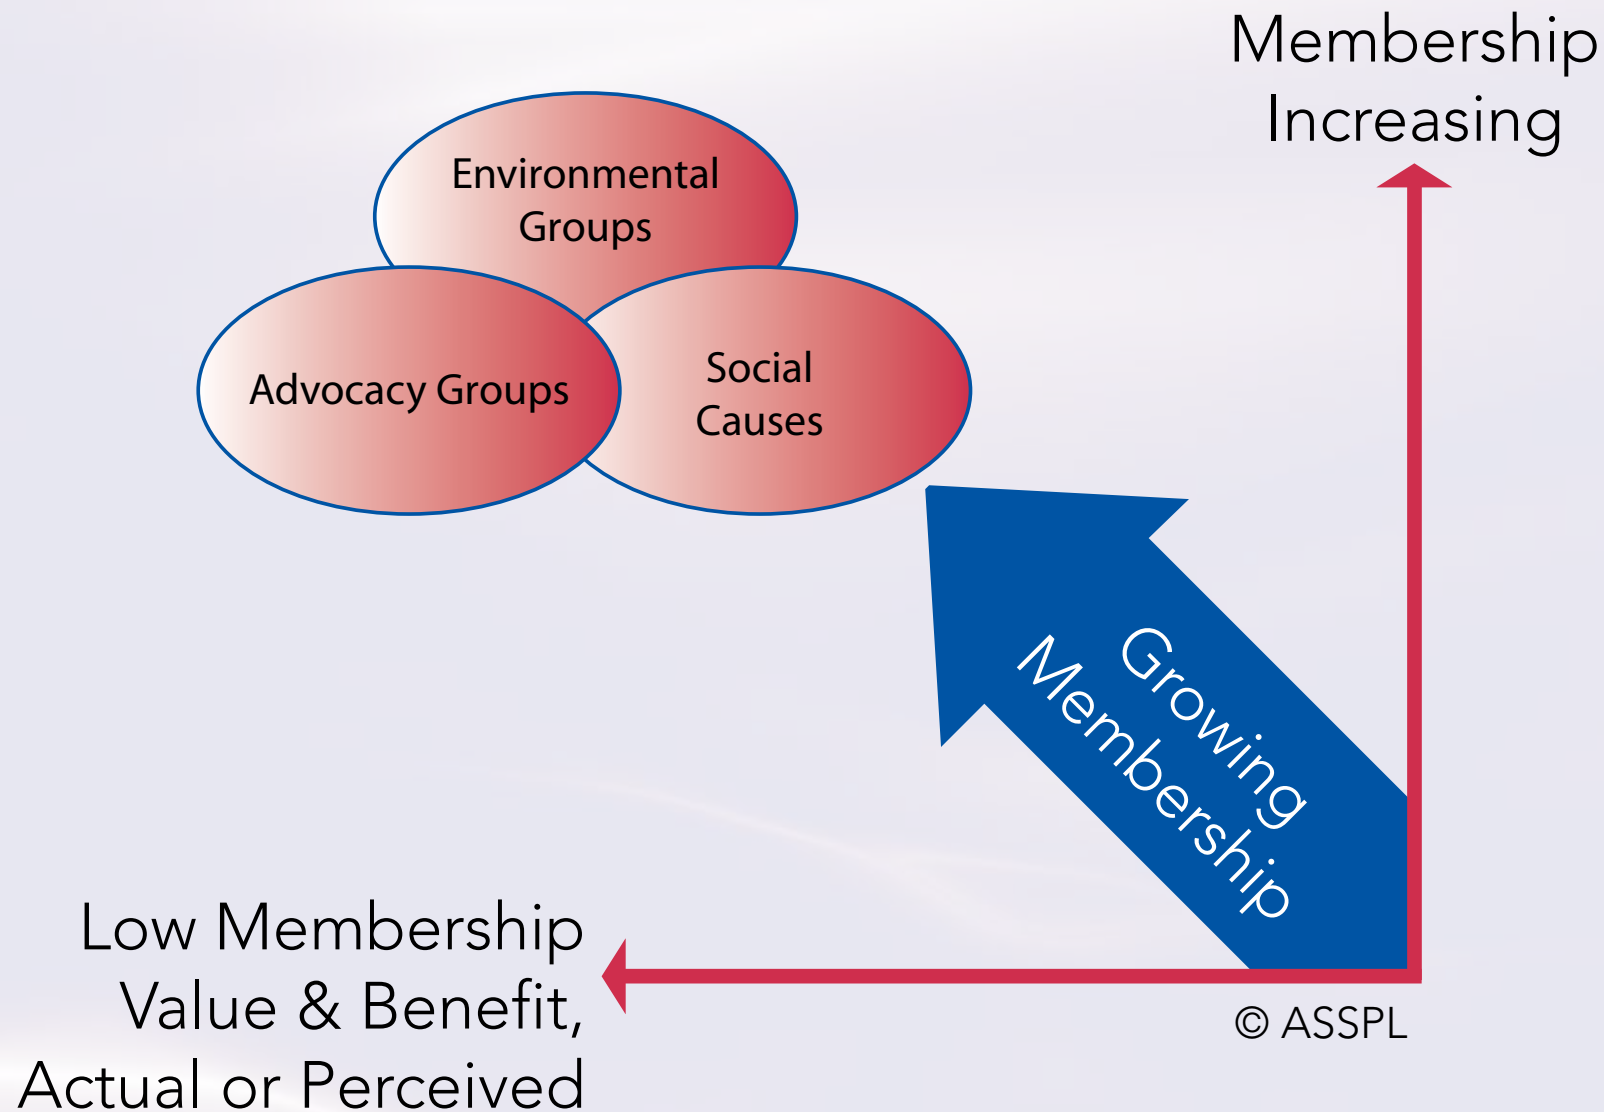 Membership
Increasing
Environmental
Groups
Advocacy Groups
Social
Causes
Growing
Membership
Low Membership
Value & Benefit,
Actual or Perceived
© ASSPL